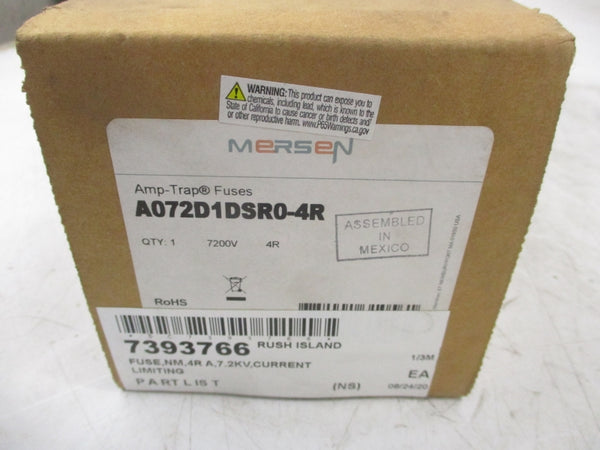 WARNING: This product can expose you to
chemicals, including lead, which is known to the
State of California to cause cancer or birth defects and/
or other reproductive harm. www.P65Warnings.ca.gov
MERSEN
Amp-Trap® Fuses
A072D1DSR0-4R
QTY: 1 7200V 4R
ASSEMBLED
IN
MEXICO
RoHS
7393766 RUSH ISLAND
1/3M
FUSE,NM,4R A,7.2KV,CURRENT
LIMITING
EA
PART LIST (NS) 08/24/20